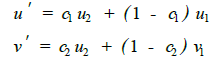 u′ = c₁ u₂ + (1 - c₁) u₁
v′ = c₂ u₂ + (1 - c₂) v₁